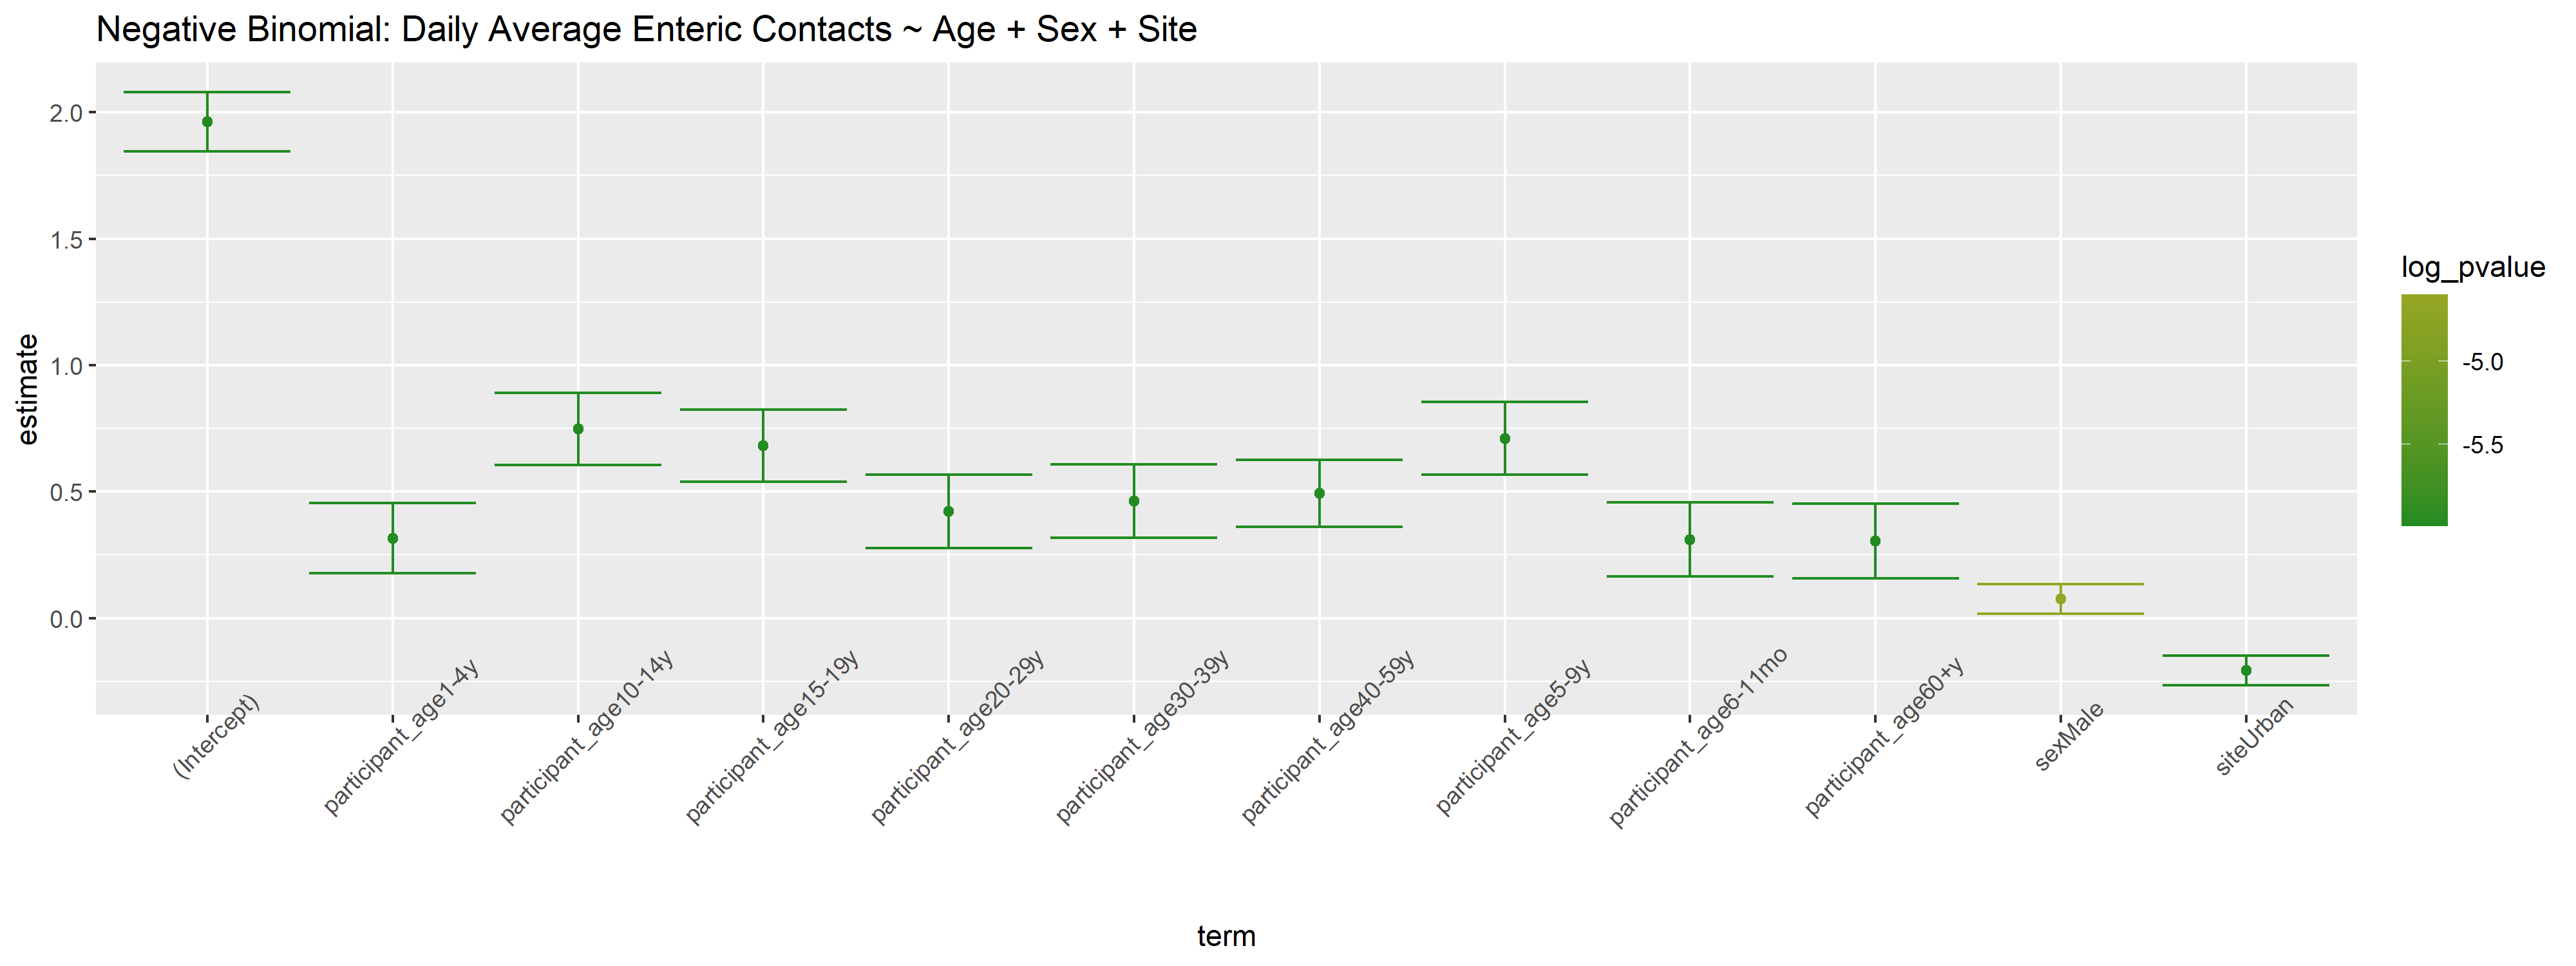 Negative Binomial: Daily Average Enteric Contacts ~ Age + Sex + Site
estimate
2.0
1.5
1.0
0.5
0.0
(Intercept)
participant_age1-4y
participant_age10-14y
participant_age15-19y
participant_age20-29y
participant_age30-39y
participant_age40-59y
participant_age5-9y
participant_age6-11mo
participant_age60+y
sexMale
siteUrban
term
log_pvalue
-5.0
-5.5